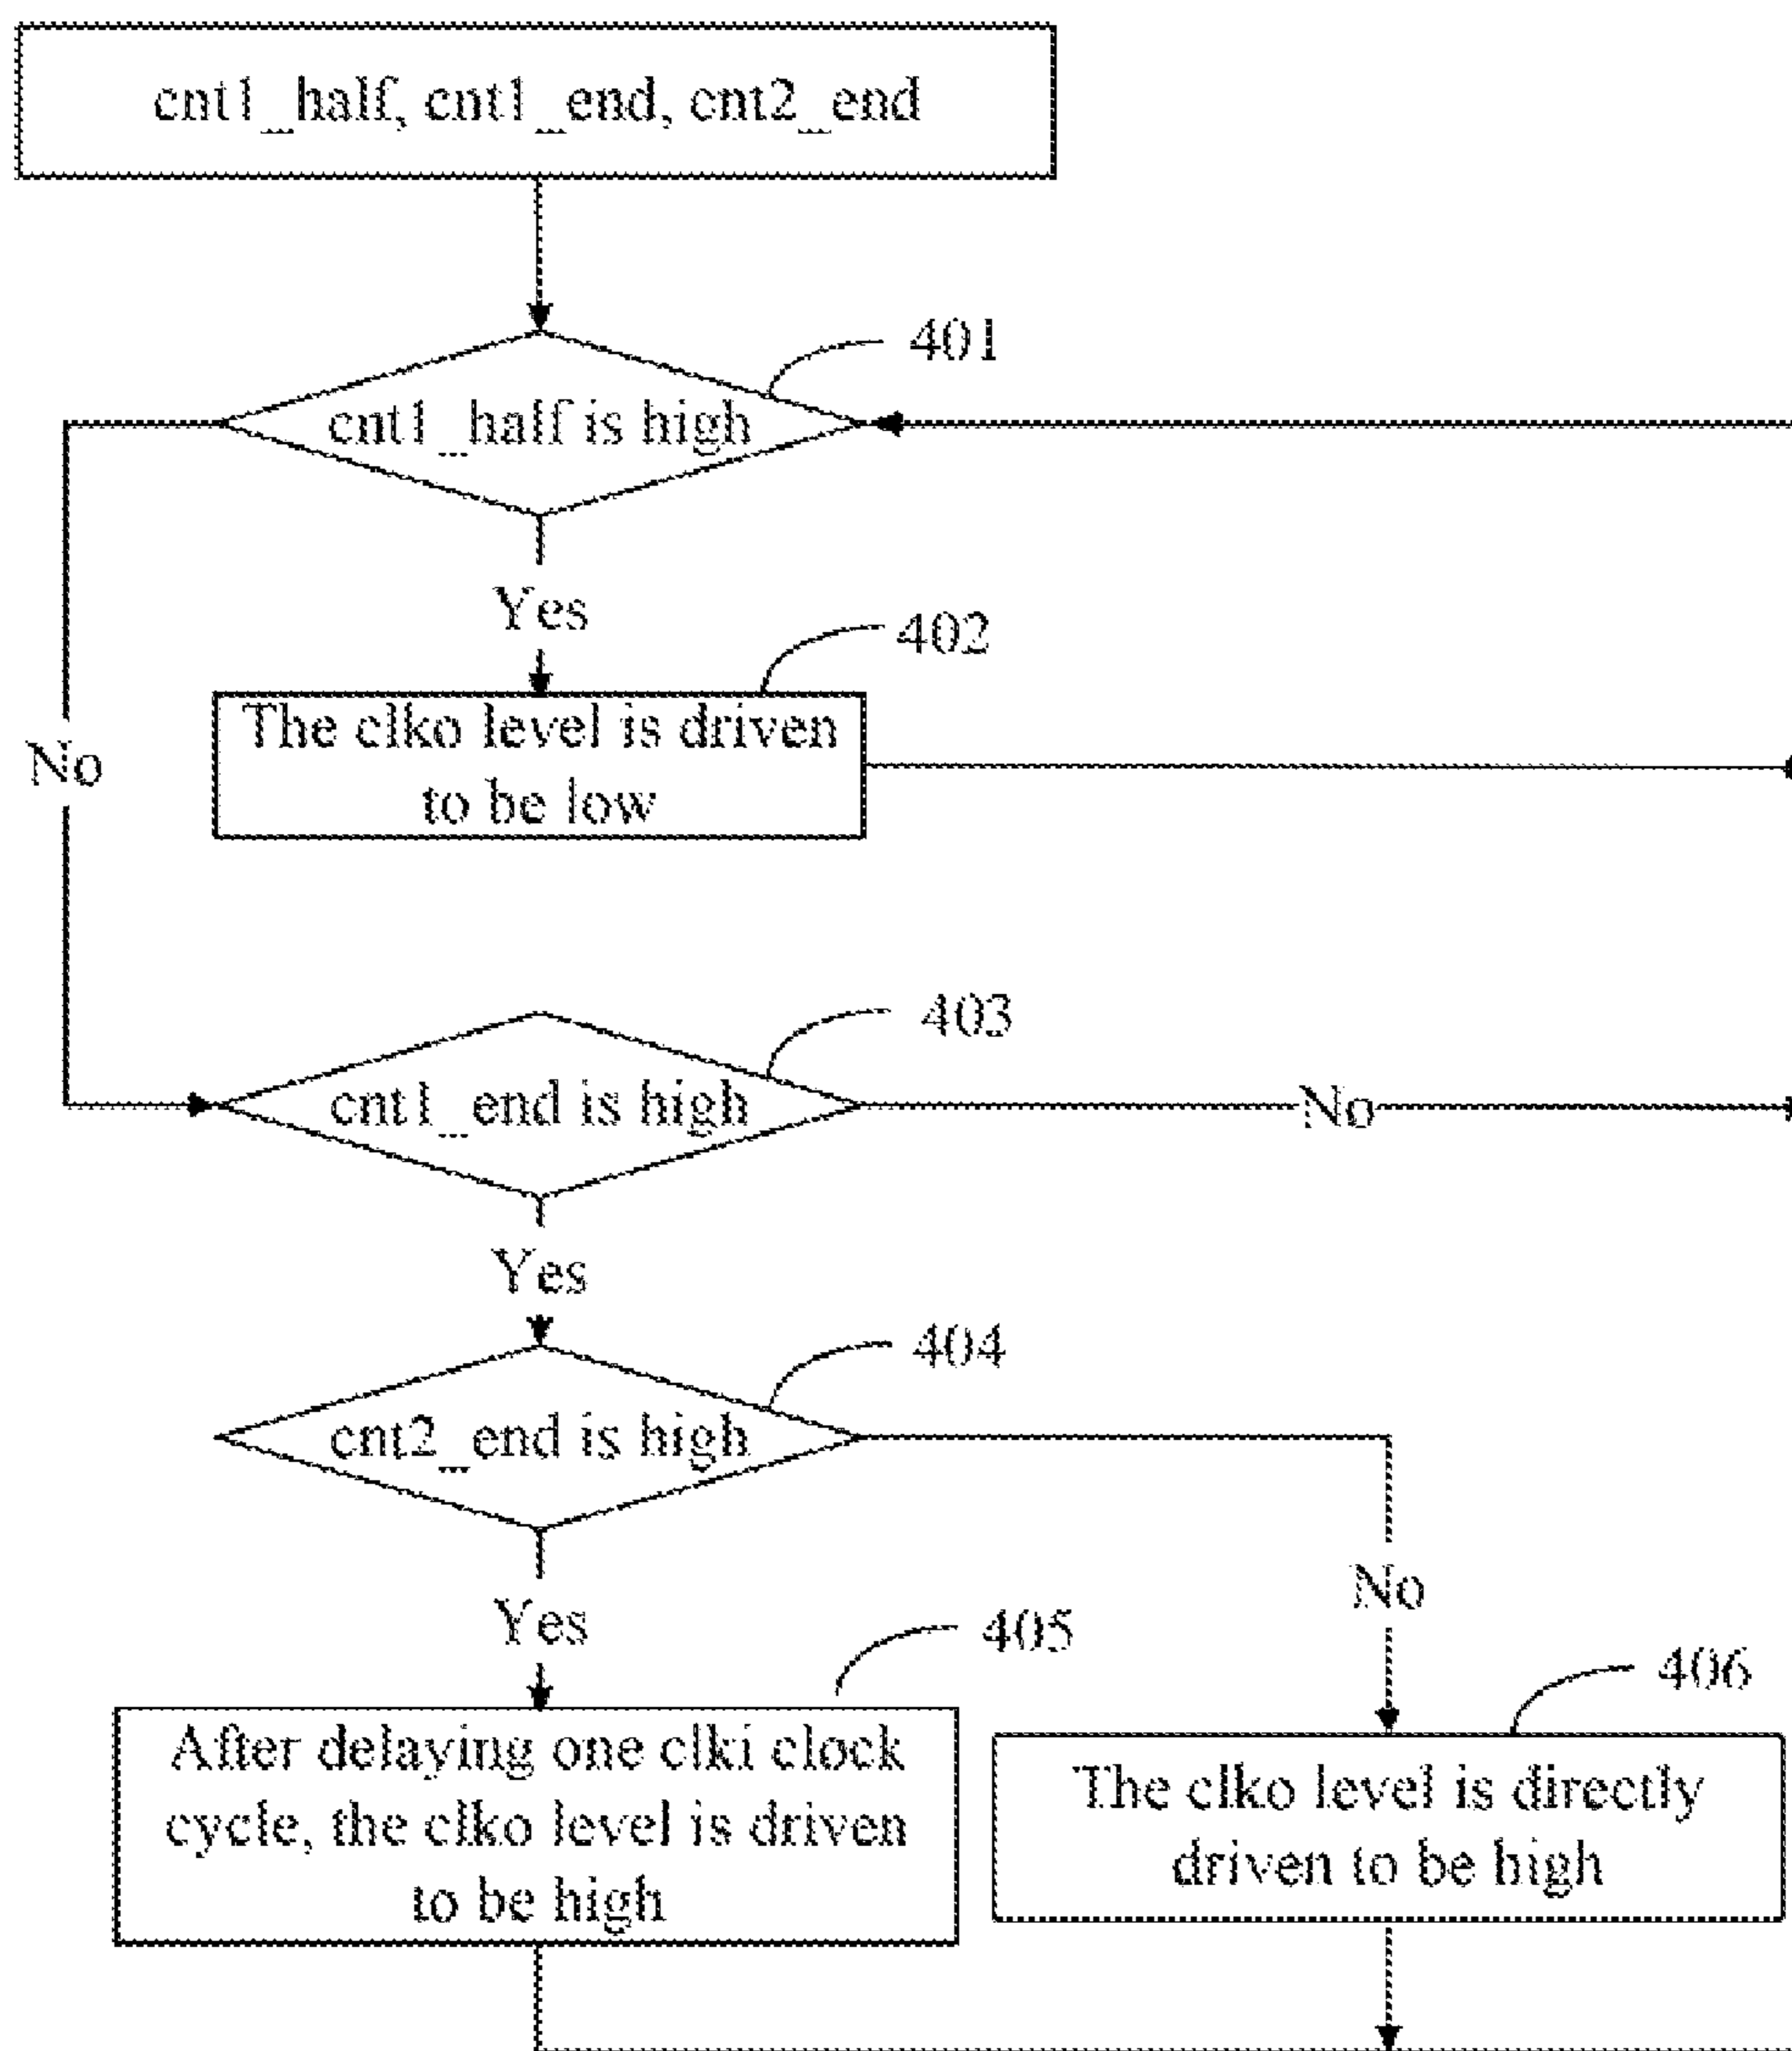 cnt1_half, cnt1_end, cnt2_end
401
cnt1_half is high
Yes
402
The clko level is driven
to be low
No
403
cnt1_end is high
No
Yes
404
cnt2_end is high
No
Yes
405
406
After delaying one clki clock
cycle, the clko level is driven
to be high
The clko level is directly
driven to be high